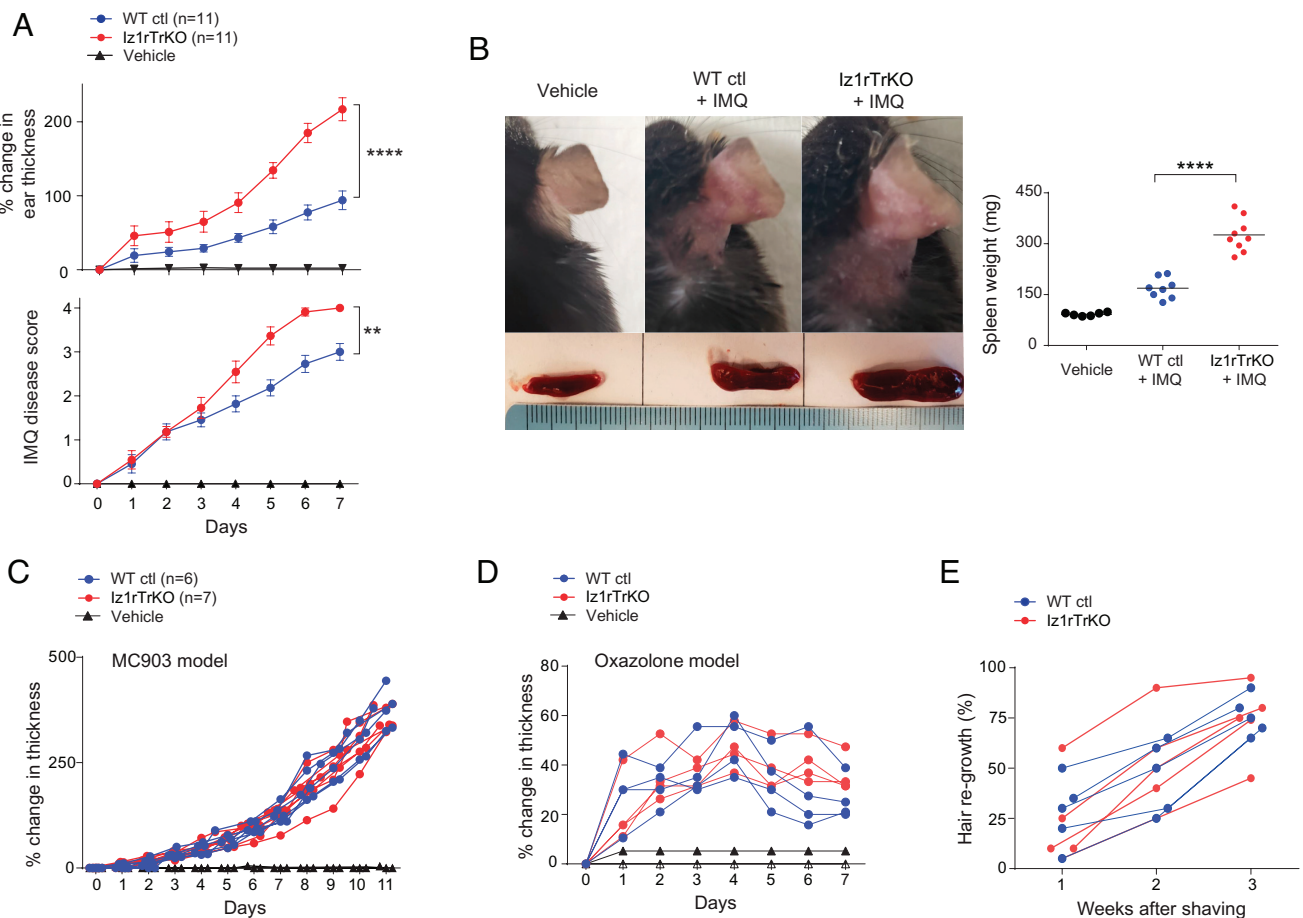 A
WT ctl (n=11)
Iz1rTrKO (n=11)
Vehicle
% change in
ear thickness
200
100
0
****
IMQ disease score
4
3
2
1
0
**
0 1 2 3 4 5 6 7
Days
B
Vehicle
WT ctl
+ IMQ
Iz1rTrKO
+ IMQ
Spleen weight (mg)
450
300
150
0
****
Vehicle
WT ctl
+ IMQ
Iz1rTrKO
+ IMQ
C
WT ctl (n=6)
Iz1rTrKO (n=7)
Vehicle
MC903 model
% change in thickness
500
250
0
0 1 2 3 4 5 6 7 8 9 10 11
Days
D
WT ctl
Iz1rTrKO
Vehicle
Oxazolone model
% change in thickness
80
60
40
20
0
0 1 2 3 4 5 6 7
Days
E
WT ctl
Iz1rTrKO
Hair re-growth (%)
100
75
50
25
0
1 2 3
Weeks after shaving